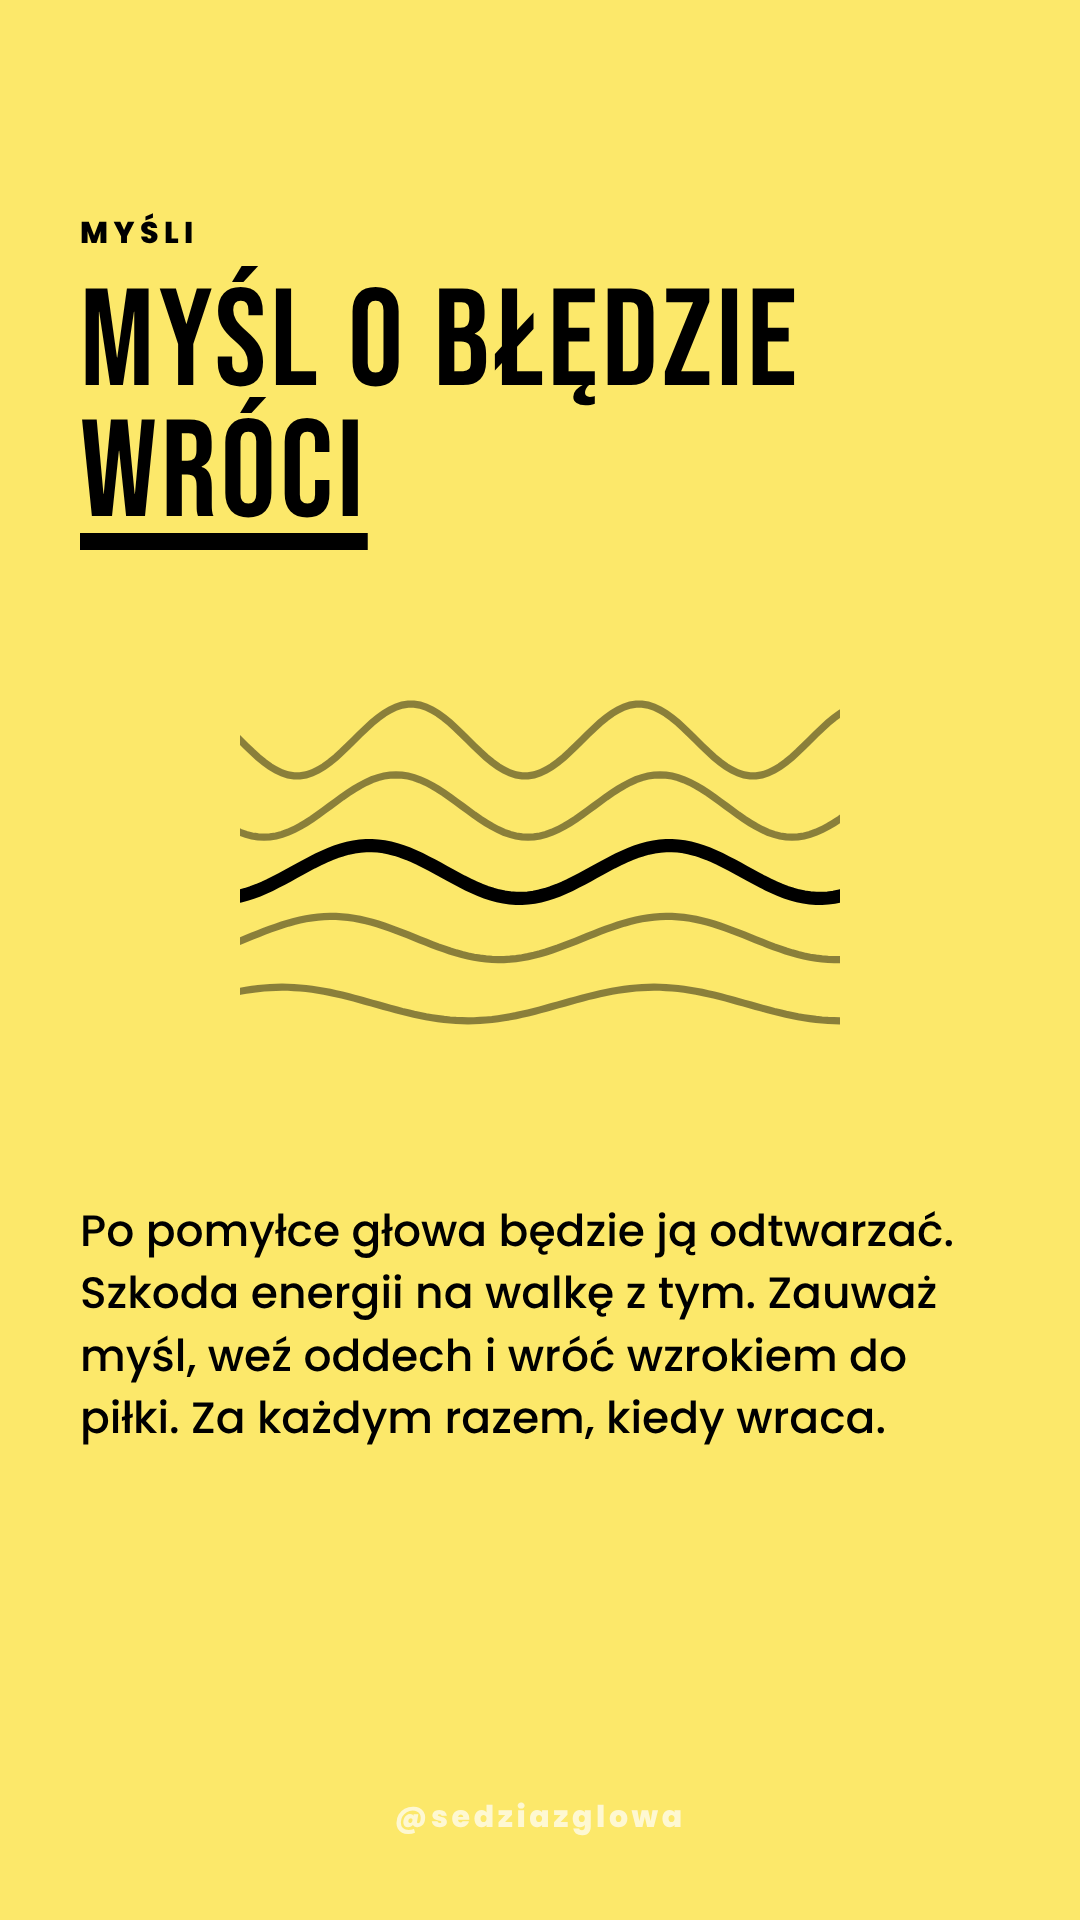 MYŚLI
MYŚL O BŁĘDZIE
WRÓCI
Po pomyłce głowa będzie ją odtwarzać.
Szkoda energii na walkę z tym. Zauważ
myśl, weź oddech i wróć wzrokiem do
piłki. Za każdym razem, kiedy wraca.
@sedziazglowa